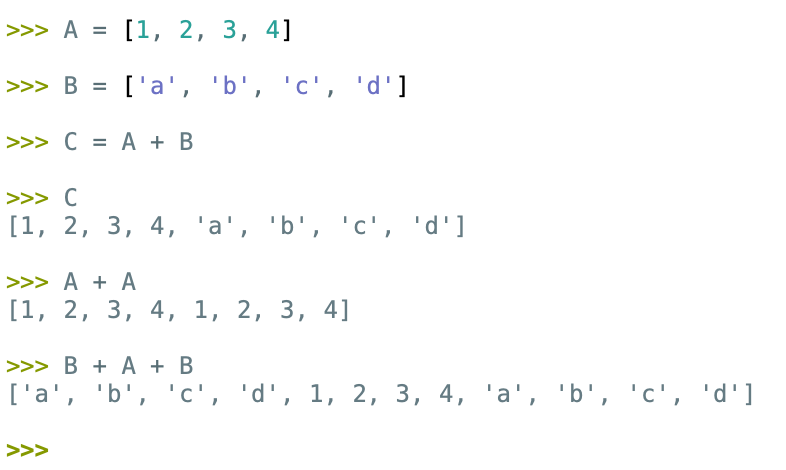 >>> A = [1, 2, 3, 4]
>>> B = ['a', 'b', 'c', 'd']
>>> C = A + B
>>> C
[1, 2, 3, 4, 'a', 'b', 'c', 'd']
>>> A + A
[1, 2, 3, 4, 1, 2, 3, 4]
>>> B + A + B
['a', 'b', 'c', 'd', 1, 2, 3, 4, 'a', 'b', 'c', 'd']
>>>